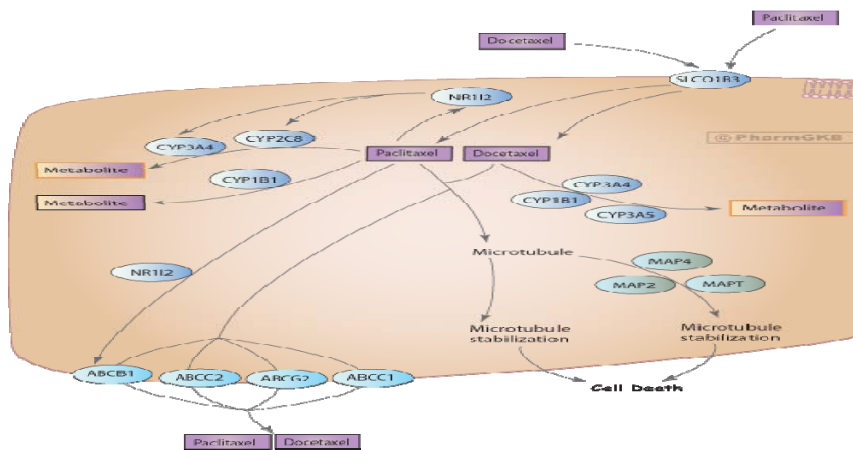 Paclitaxel
Docetaxel
SLCO1B3
NR1I2
© PharmGKB
CYP2C8
CYP3A4
Paclitaxel
Docetaxel
Metabolite
CYP1B1
CYP3A4
Metabolite
CYP1B1
Metabolite
CYP3A5
Microtubule
MAP4
NR1I2
MAP2
MAPT
Microtubule
stabilization
Microtubule
stabilization
ABCB1
ABCC2
ABCG2
ABCC1
Cell Death
Paclitaxel
Docetaxel